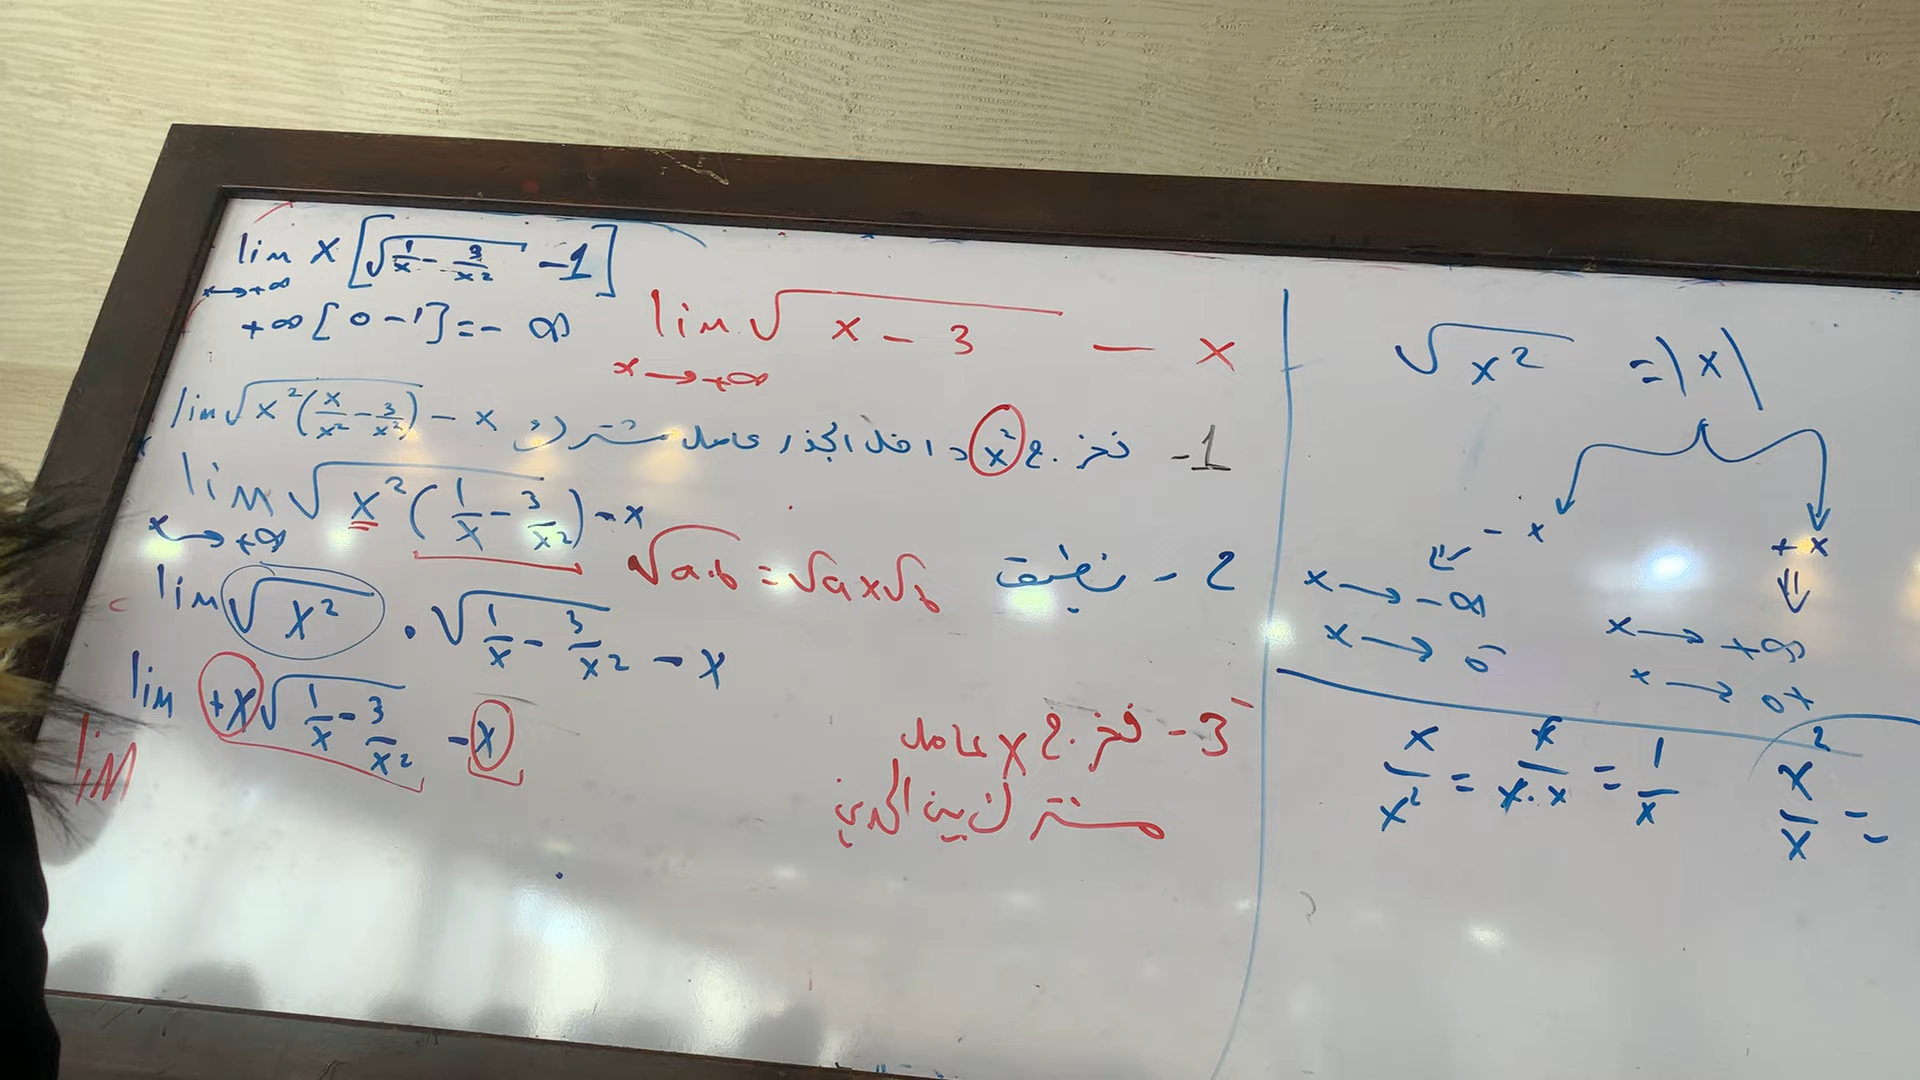 lim x→+∞ x[√(1/x - 3/x²) - 1]
+∞[0-1] = -∞
lim x→+∞ √(x - 3) - x
1- نخرج x² داخل الجذر عامل مشترك
lim √(x²(x/x² - 3/x²)) - x
lim x→+∞ √(x²(1/x - 3/x²)) - x
2- نطبق √a.b = √a x √b
lim √x² . √(1/x - 3/x²) - x
lim +x√(1/x - 3/x²) - x
3- نخرج x عامل
مشترك بين الحدين
lim
√x² = |x|
- x
+ x
x → -∞
x → +∞
x → 0⁻
x → 0⁺
x/x² = x/x.x = 1/x
x²/x =